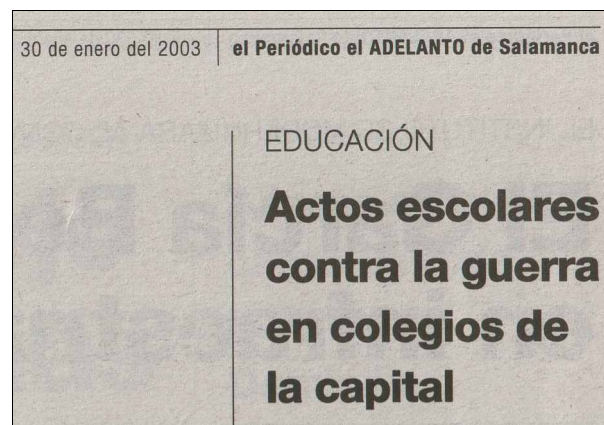 30 de enero del 2003 el Periódico el ADELANTO de Salamanca
EDUCACIÓN
Actos escolares
contra la guerra
en colegios de
la capital